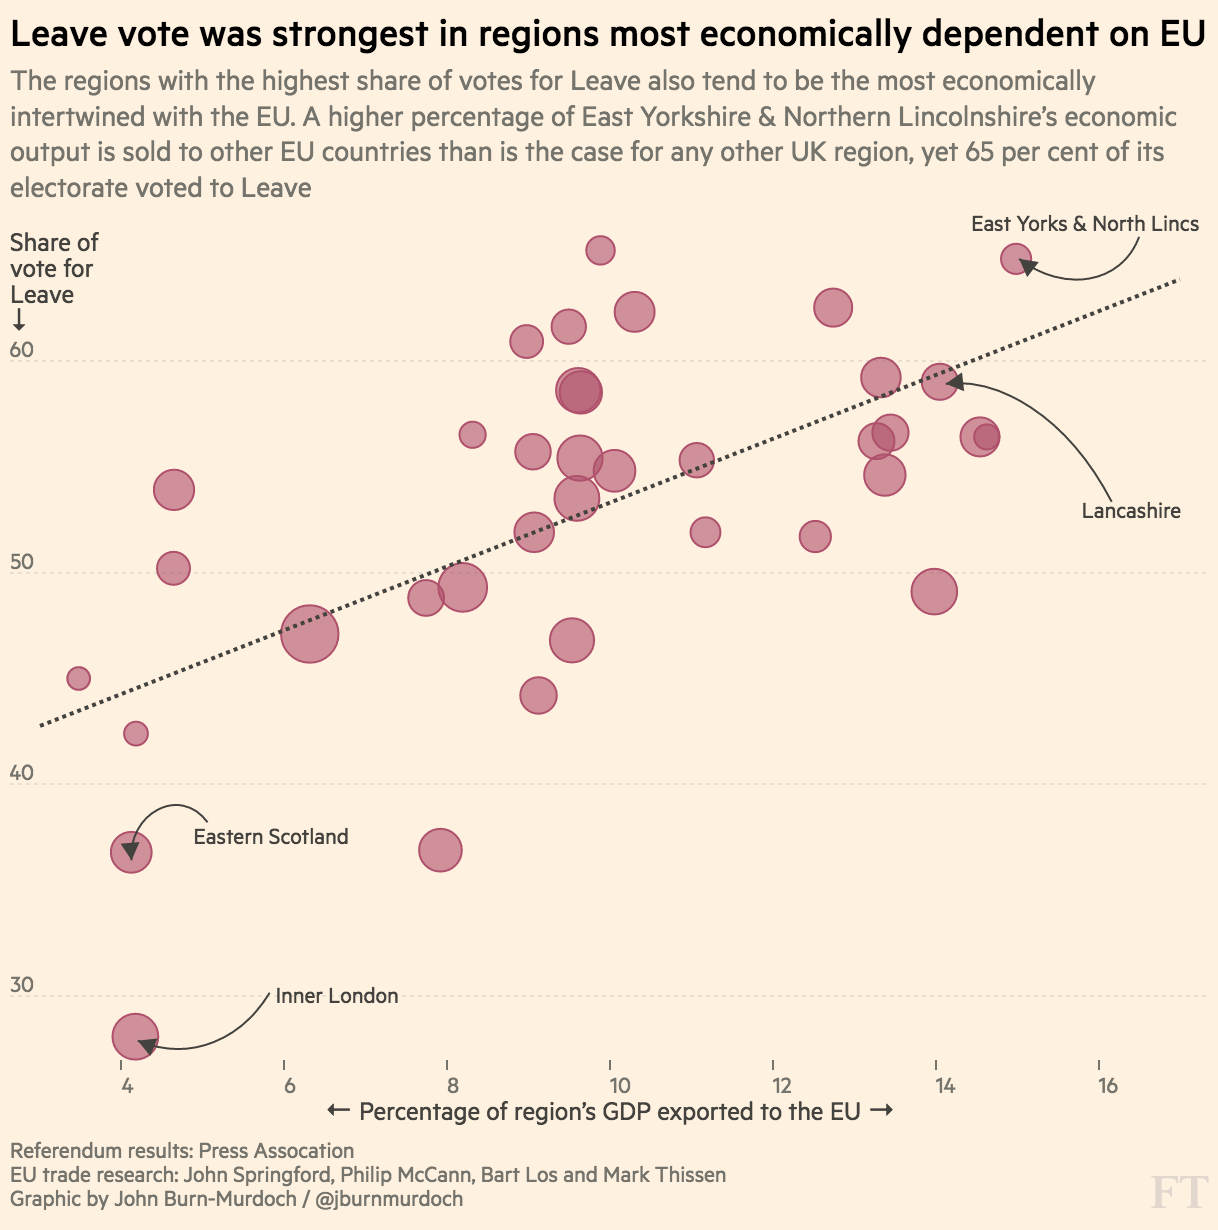 Leave vote was strongest in regions most economically dependent on EU
The regions with the highest share of votes for Leave also tend to be the most economically
intertwined with the EU. A higher percentage of East Yorkshire & Northern Lincolnshire's economic
output is sold to other EU countries than is the case for any other UK region, yet 65 per cent of its
electorate voted to Leave
East Yorks & North Lincs
Share of
vote for
Leave
↓
60
Lancashire
50
40
Eastern Scotland
30
Inner London
4 6 8 10 12 14 16
← Percentage of region's GDP exported to the EU →
Referendum results: Press Assocation
EU trade research: John Springford, Philip McCann, Bart Los and Mark Thissen
Graphic by John Burn-Murdoch / @jburnmurdoch
FT